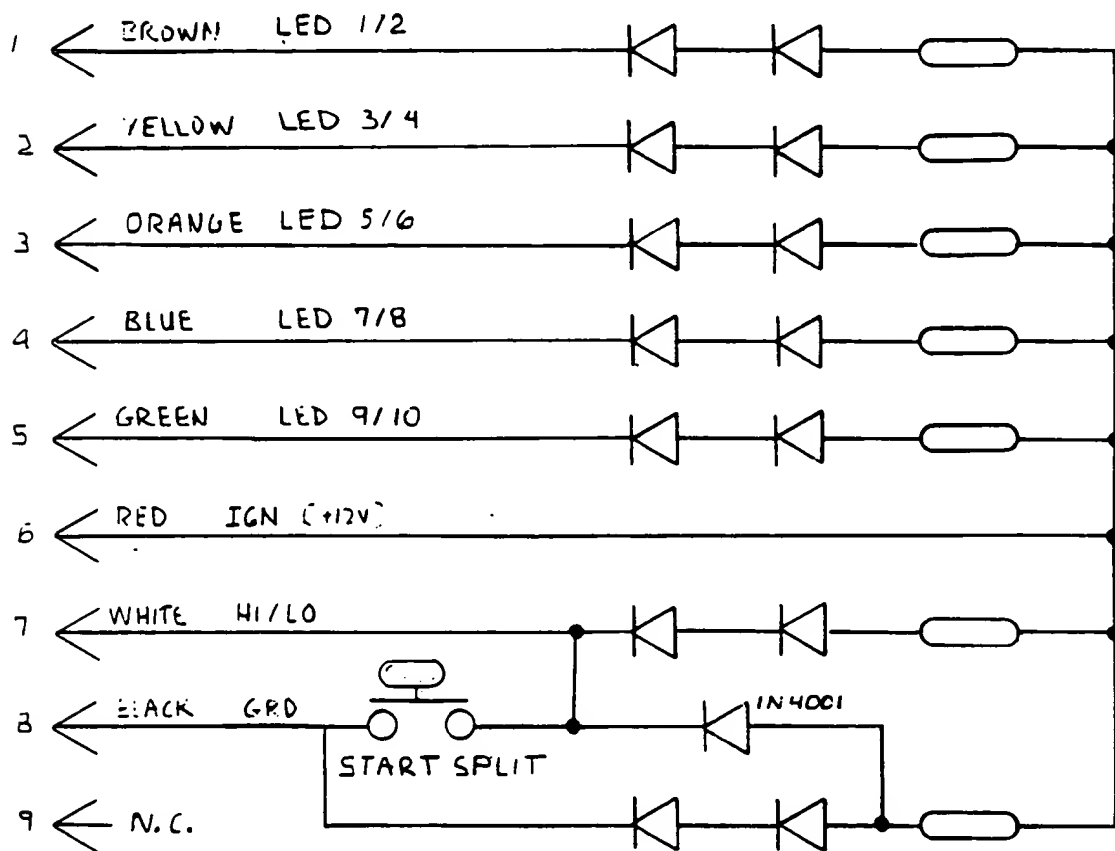 1 BROWN LED 1/2
2 YELLOW LED 3/4
3 ORANGE LED 5/6
4 BLUE LED 7/8
5 GREEN LED 9/10
6 RED IGN (+12V)
7 WHITE HI/LO
8 BLACK GRD
1N4001
START SPLIT
9 N.C.